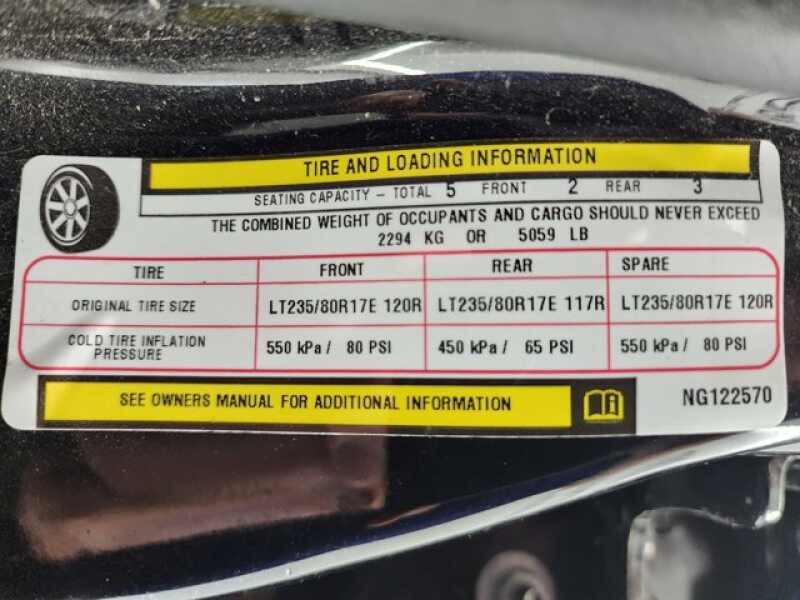 TIRE AND LOADING INFORMATION
SEATING CAPACITY – TOTAL 5 FRONT 2 REAR 3
THE COMBINED WEIGHT OF OCCUPANTS AND CARGO SHOULD NEVER EXCEED
2294 KG OR 5059 LB
TIRE FRONT REAR SPARE
ORIGINAL TIRE SIZE LT235/80R17E 120R LT235/80R17E 117R LT235/80R17E 120R
COLD TIRE INFLATION PRESSURE 550 kPa / 80 PSI 450 kPa / 65 PSI 550 kPa / 80 PSI
SEE OWNERS MANUAL FOR ADDITIONAL INFORMATION
NG122570